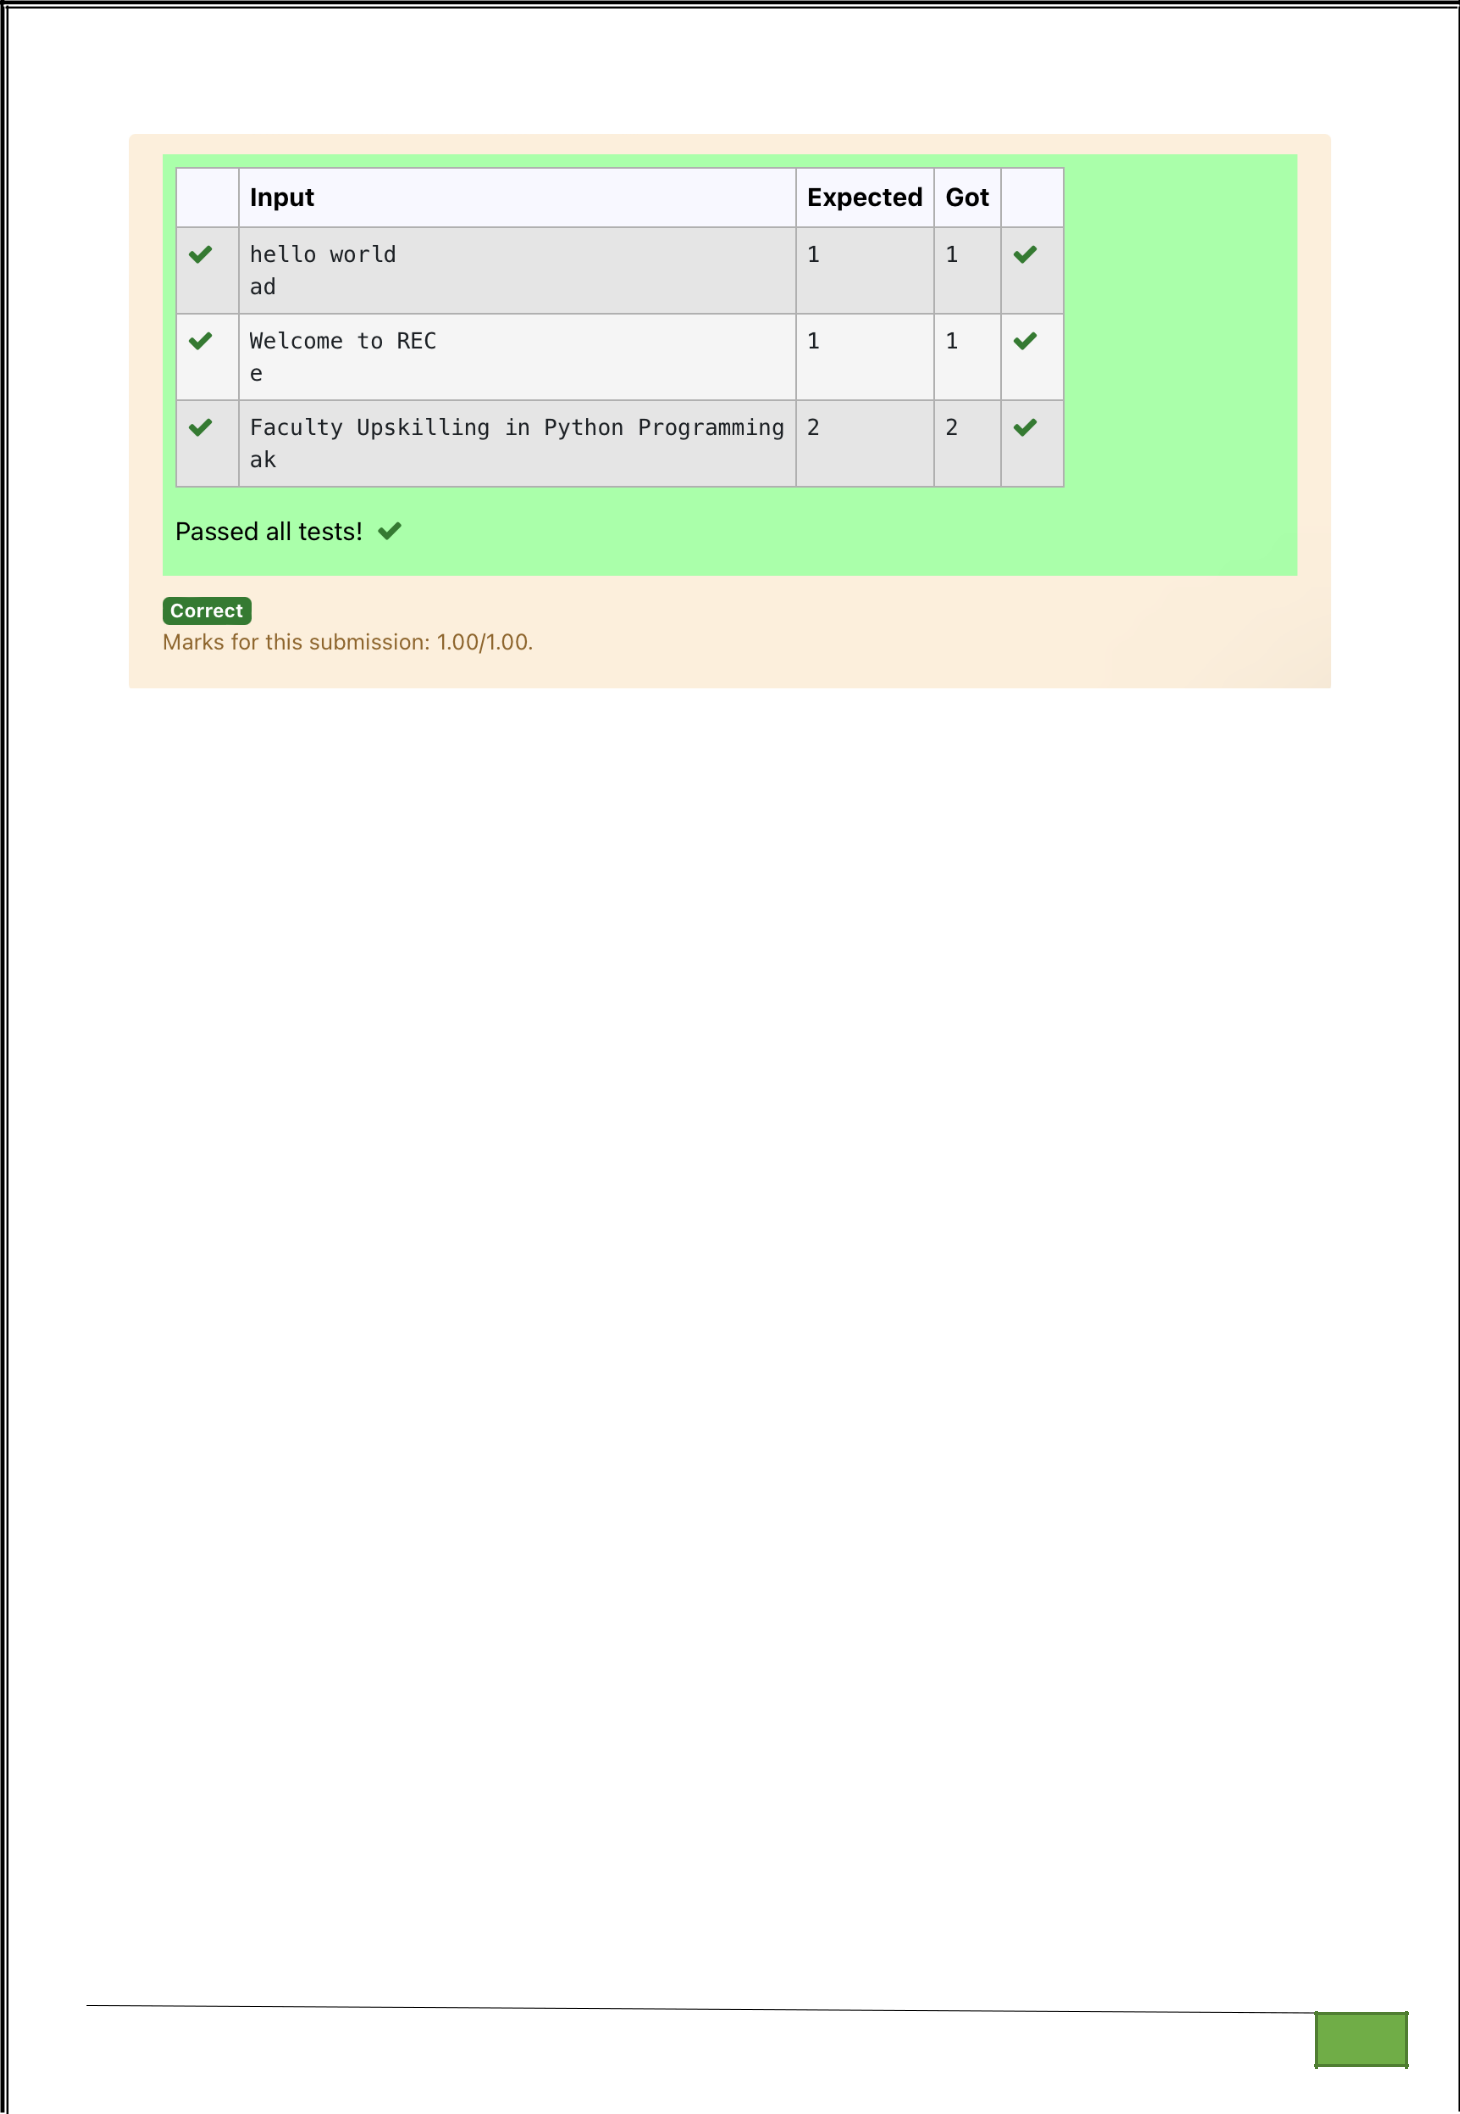 Input Expected Got
hello world 1 1
ad
Welcome to REC 1 1
e
Faculty Upskilling in Python Programming 2 2
ak
Passed all tests!
Correct
Marks for this submission: 1.00/1.00.